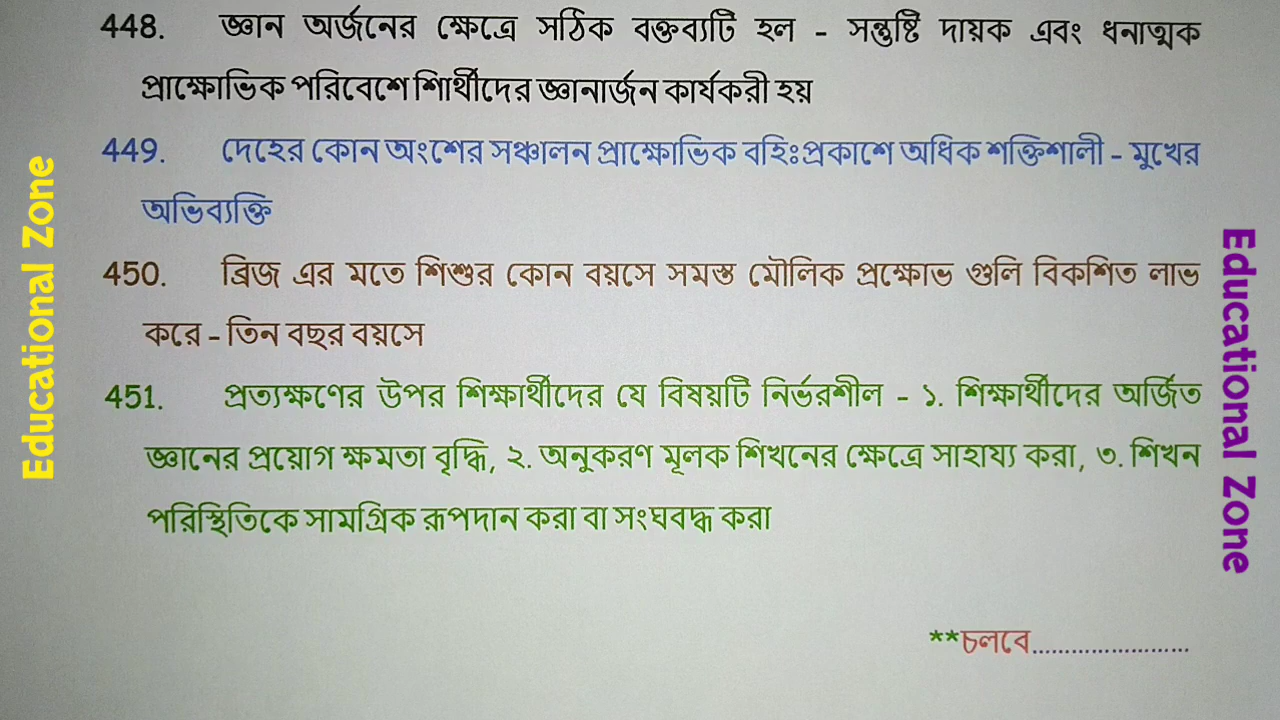 448. জ্ঞান অর্জনের ক্ষেত্রে সঠিক বক্তব্যটি হল - সন্তুষ্টি দায়ক এবং ধনাত্মক
প্রাক্ষোভিক পরিবেশে শিার্থীদের জ্ঞানার্জন কার্যকরী হয়
449. দেহের কোন অংশের সঞ্চালন প্রাক্ষোভিক বহিঃপ্রকাশে অধিক শক্তিশালী - মুখের
অভিব্যক্তি
450. ব্রিজ এর মতে শিশুর কোন বয়সে সমস্ত মৌলিক প্রক্ষোভ গুলি বিকশিত লাভ
করে - তিন বছর বয়সে
451. প্রত্যক্ষণের উপর শিক্ষার্থীদের যে বিষয়টি নির্ভরশীল - ১. শিক্ষার্থীদের অর্জিত
জ্ঞানের প্রয়োগ ক্ষমতা বৃদ্ধি, ২. অনুকরণ মূলক শিখনের ক্ষেত্রে সাহায্য করা, ৩. শিখন
পরিস্থিতিকে সামগ্রিক রূপদান করা বা সংঘবদ্ধ করা
**চলবে........................
Educational Zone
Educational Zone